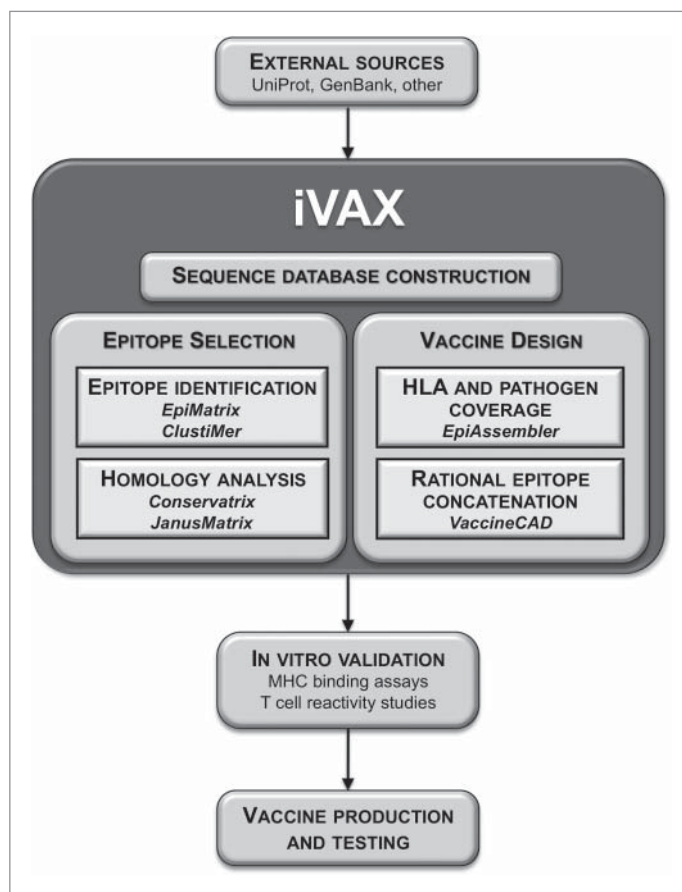 EXTERNAL SOURCES
UniProt, GenBank, other
iVAX
SEQUENCE DATABASE CONSTRUCTION
EPITOPE SELECTION
EPITOPE IDENTIFICATION
EpiMatrix
ClustiMer
HOMOLOGY ANALYSIS
Conservatrix
JanusMatrix
VACCINE DESIGN
HLA AND PATHOGEN
COVERAGE
EpiAssembler
RATIONAL EPITOPE
CONCATENATION
VaccineCAD
IN VITRO VALIDATION
MHC binding assays
T cell reactivity studies
VACCINE PRODUCTION
AND TESTING